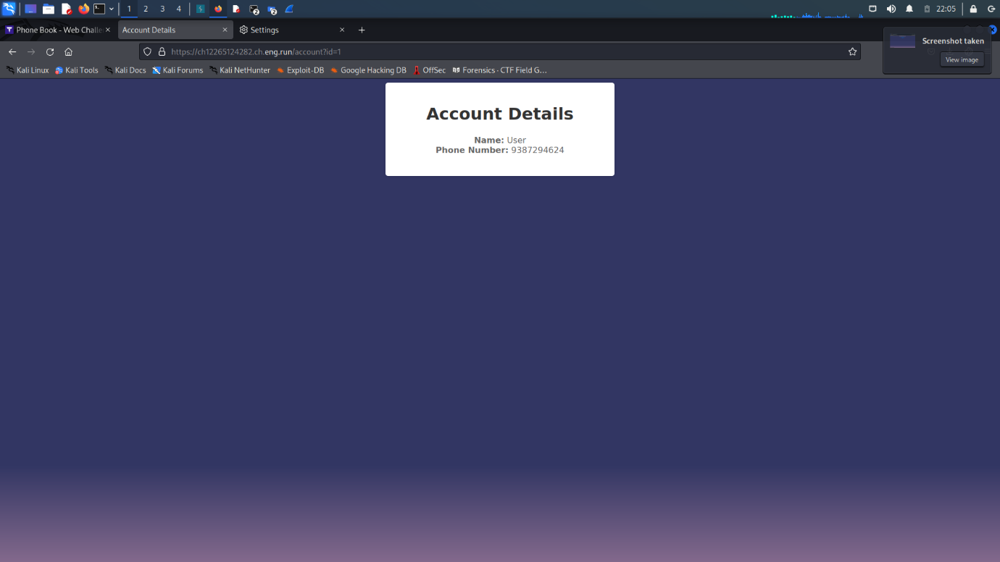 1 2 3 4 2 2 22:05
Phone Book - Web Challe
Account Details
Settings
Screenshot taken
View image
https://ch12265124282.ch.eng.run/account?id=1
Kali Linux Kali Tools Kali Docs Kali Forums Kali NetHunter Exploit-DB Google Hacking DB OffSec Forensics · CTF Field G…
Account Details
Name: User
Phone Number: 9387294624